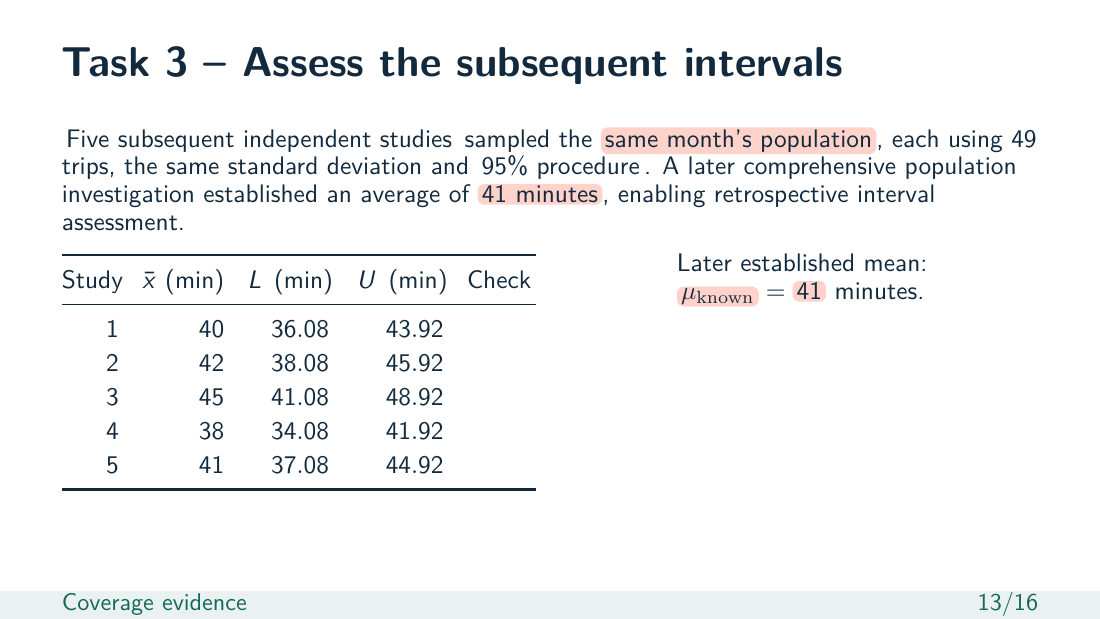 Task 3 – Assess the subsequent intervals
Five subsequent independent studies sampled the same month's population, each using 49
trips, the same standard deviation and 95% procedure. A later comprehensive population
investigation established an average of 41 minutes, enabling retrospective interval
assessment.
Study x̄ (min) L (min) U (min) Check
1 40 36.08 43.92
2 42 38.08 45.92
3 45 41.08 48.92
4 38 34.08 41.92
5 41 37.08 44.92
Later established mean:
μ_known = 41 minutes.
Coverage evidence
13/16